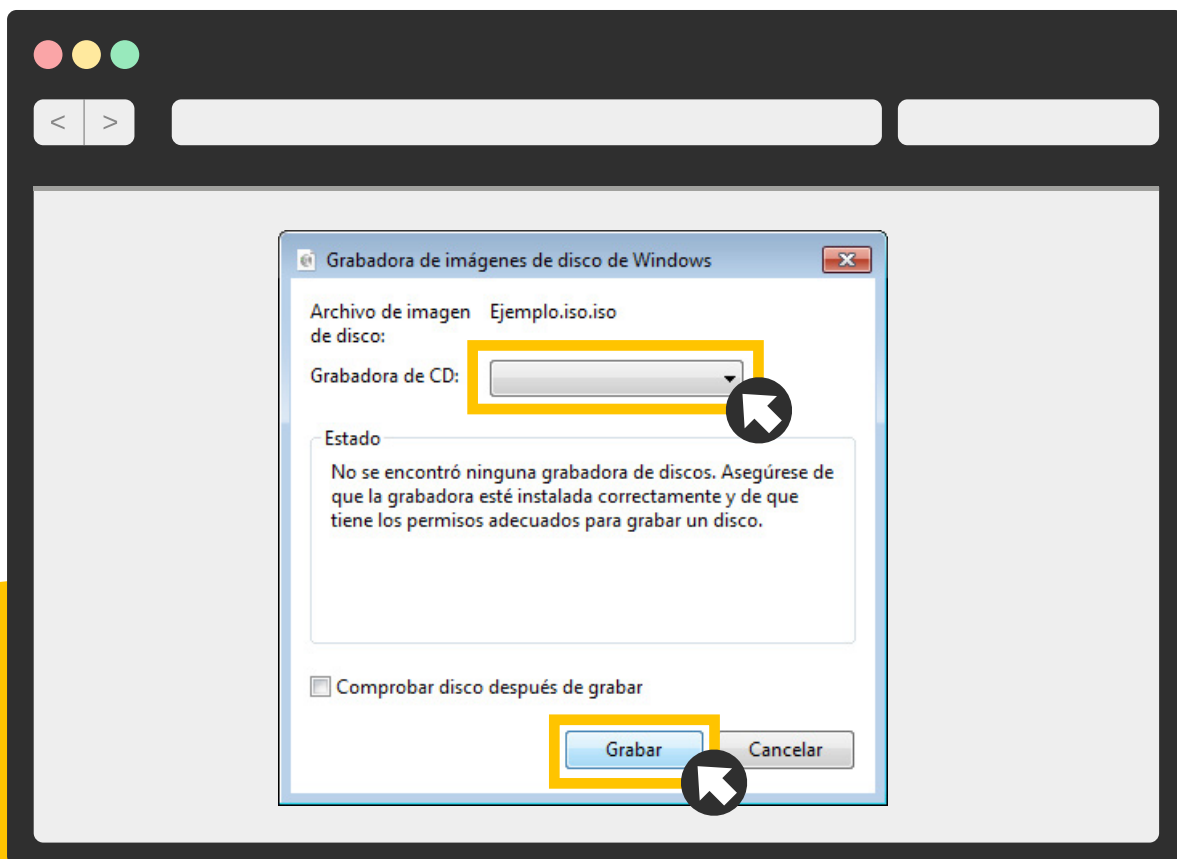 < >
Grabadora de imágenes de disco de Windows
Archivo de imagen Ejemplo.iso.iso
de disco:
Grabadora de CD:
Estado
No se encontró ninguna grabadora de discos. Asegúrese de
que la grabadora esté instalada correctamente y de que
tiene los permisos adecuados para grabar un disco.
Comprobar disco después de grabar
Grabar Cancelar